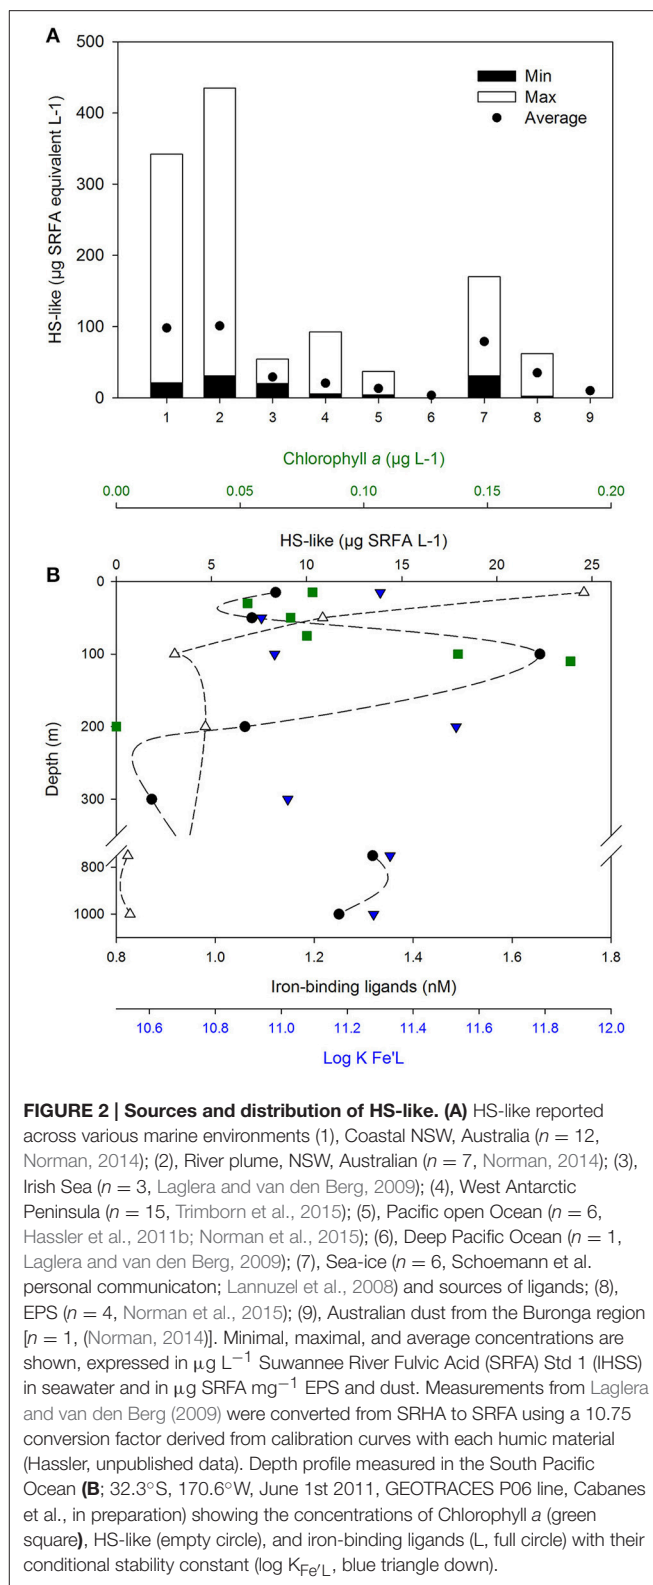 A
500
400
300
200
100
0
HS-like (µg SRFA equivalent L-1)
Min
Max
Average
1 2 3 4 5 6 7 8 9
Chlorophyll a (µg L-1)
0.00 0.05 0.10 0.15 0.20
HS-like (µg SRFA L-1)
0 5 10 15 20 25
B
0
100
200
300
800
1000
Depth (m)
0.8 1.0 1.2 1.4 1.6 1.8
Iron-binding ligands (nM)
10.6 10.8 11.0 11.2 11.4 11.6 11.8 12.0
Log K Fe'L
FIGURE 2 | Sources and distribution of HS-like. (A) HS-like reported
across various marine environments (1), Coastal NSW, Australia (n = 12,
Norman, 2014); (2), River plume, NSW, Australian (n = 7, Norman, 2014); (3),
Irish Sea (n = 3, Laglera and van den Berg, 2009); (4), West Antarctic
Peninsula (n = 15, Trimborn et al., 2015); (5), Pacific open Ocean (n = 6,
Hassler et al., 2011b; Norman et al., 2015); (6), Deep Pacific Ocean (n = 1,
Laglera and van den Berg, 2009); (7), Sea-ice (n = 6, Schoemann et al.
personal communicaton; Lannuzel et al., 2008) and sources of ligands; (8),
EPS (n = 4, Norman et al., 2015); (9), Australian dust from the Buronga region
[n = 1, (Norman, 2014)]. Minimal, maximal, and average concentrations are
shown, expressed in µg L−1 Suwannee River Fulvic Acid (SRFA) Std 1 (IHSS)
in seawater and in µg SRFA mg−1 EPS and dust. Measurements from Laglera
and van den Berg (2009) were converted from SRHA to SRFA using a 10.75
conversion factor derived from calibration curves with each humic material
(Hassler, unpublished data). Depth profile measured in the South Pacific
Ocean (B; 32.3°S, 170.6°W, June 1st 2011, GEOTRACES P06 line, Cabanes
et al., in preparation) showing the concentrations of Chlorophyll a (green
square), HS-like (empty circle), and iron-binding ligands (L, full circle) with their
conditional stability constant (log KFe′L, blue triangle down).